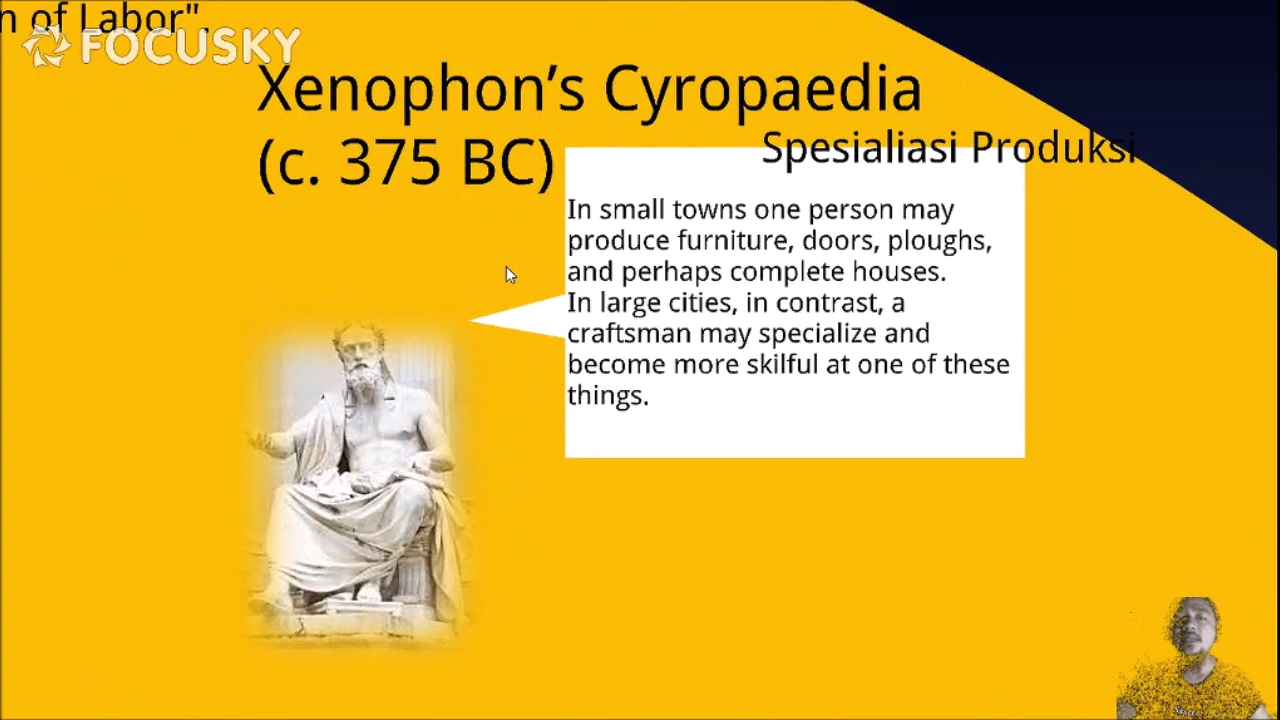 n of Labor".
FOCUSKY
Xenophon’s Cyropaedia
(c. 375 BC)
Spesialiasi Produksi
In small towns one person may
produce furniture, doors, ploughs,
and perhaps complete houses.
In large cities, in contrast, a
craftsman may specialize and
become more skilful at one of these
things.